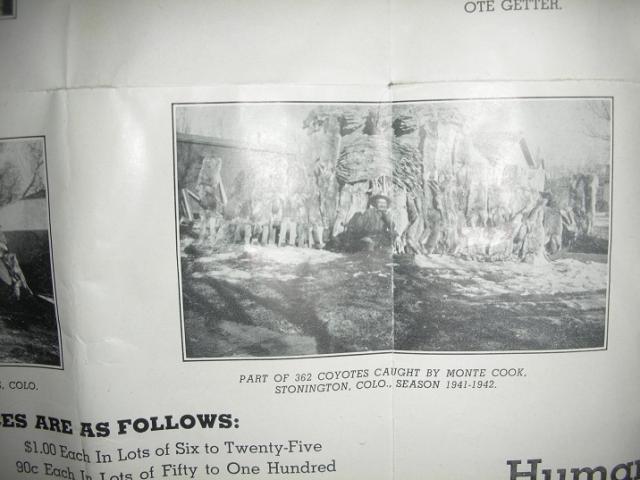 OTE GETTER.
, COLO.
PART OF 362 COYOTES CAUGHT BY MONTE COOK,
STONINGTON, COLO., SEASON 1941-1942.
ES ARE AS FOLLOWS:
$1.00 Each In Lots of Six to Twenty-Five
90c Each In Lots of Fifty to One Hundred
Human